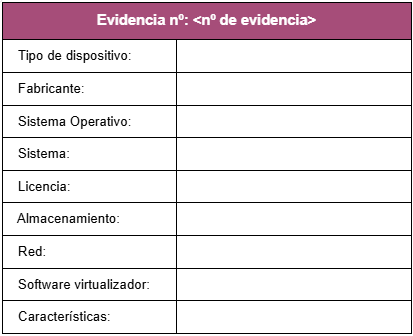 Evidencia nº: <nº de evidencia>
Tipo de dispositivo:
Fabricante:
Sistema Operativo:
Sistema:
Licencia:
Almacenamiento:
Red:
Software virtualizador:
Características: